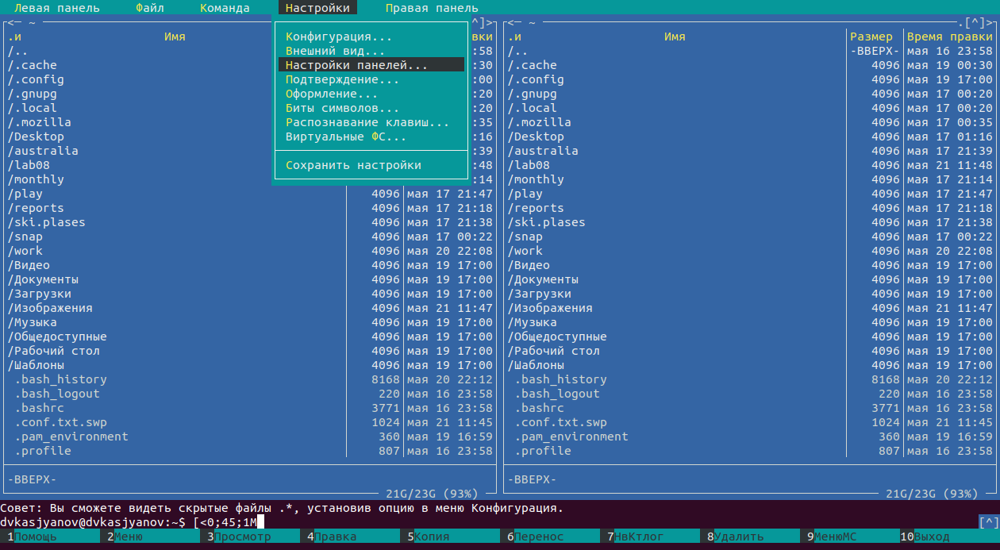 Левая панель Файл Команда Настройки Правая панель
<─ ~ ^]> <─ ~ .[^]>
.и Имя вки .и Имя Размер Время правки
/.. Конфигурация... :58 /.. -ВВЕРХ- мая 16 23:58
/.cache Внешний вид... :30 /.cache 4096 мая 19 00:30
/.config Настройки панелей... :00 /.config 4096 мая 19 17:00
/.gnupg Подтверждение... :20 /.gnupg 4096 мая 17 00:20
/.local Оформление... :20 /.local 4096 мая 17 00:20
/.mozilla Биты символов... :35 /.mozilla 4096 мая 17 00:35
/Desktop Распознавание клавиш... :16 /Desktop 4096 мая 17 01:16
/australia Виртуальные ФС... :39 /australia 4096 мая 17 21:39
/lab08 Сохранить настройки :48 /lab08 4096 мая 21 11:48
/monthly :14 /monthly 4096 мая 17 21:14
/play 4096 мая 17 21:47 /play 4096 мая 17 21:47
/reports 4096 мая 17 21:18 /reports 4096 мая 17 21:18
/ski.plases 4096 мая 17 21:38 /ski.plases 4096 мая 17 21:38
/snap 4096 мая 17 00:22 /snap 4096 мая 17 00:22
/work 4096 мая 20 22:08 /work 4096 мая 20 22:08
/Видео 4096 мая 19 17:00 /Видео 4096 мая 19 17:00
/Документы 4096 мая 19 17:00 /Документы 4096 мая 19 17:00
/Загрузки 4096 мая 19 17:00 /Загрузки 4096 мая 19 17:00
/Изображения 4096 мая 21 11:47 /Изображения 4096 мая 21 11:47
/Музыка 4096 мая 19 17:00 /Музыка 4096 мая 19 17:00
/Общедоступные 4096 мая 19 17:00 /Общедоступные 4096 мая 19 17:00
/Рабочий стол 4096 мая 19 17:00 /Рабочий стол 4096 мая 19 17:00
/Шаблоны 4096 мая 19 17:00 /Шаблоны 4096 мая 19 17:00
.bash_history 8168 мая 20 22:12 .bash_history 8168 мая 20 22:12
.bash_logout 220 мая 16 23:58 .bash_logout 220 мая 16 23:58
.bashrc 3771 мая 16 23:58 .bashrc 3771 мая 16 23:58
.conf.txt.swp 1024 мая 21 11:45 .conf.txt.swp 1024 мая 21 11:45
.pam_environment 360 мая 19 16:59 .pam_environment 360 мая 19 16:59
.profile 807 мая 16 23:58 .profile 807 мая 16 23:58
-ВВЕРХ- -ВВЕРХ-
21G/23G (93%) 21G/23G (93%)
Совет: Вы сможете видеть скрытые файлы .*, установив опцию в меню Конфигурация.
dvkasjyanov@dvkasjyanov:~$ [<0;45;1M [^]
1Помощь 2Меню 3Просмотр 4Правка 5Копия 6Перенос 7НвКтлог 8Удалить 9МенюМС 10Выход